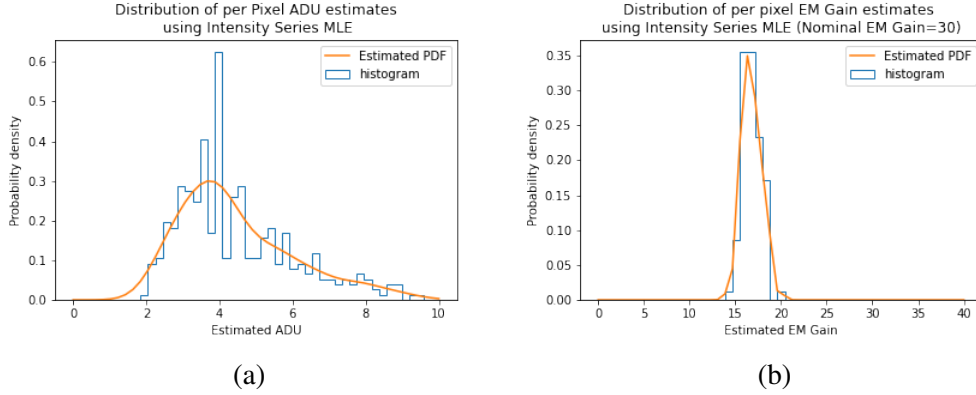 Distribution of per Pixel ADU estimates
using Intensity Series MLE
Estimated PDF
histogram
Probability density
0.6
0.5
0.4
0.3
0.2
0.1
0.0
0 2 4 6 8 10
Estimated ADU
(a)
Distribution of per pixel EM Gain estimates
using Intensity Series MLE (Nominal EM Gain=30)
Estimated PDF
histogram
Probability density
0.35
0.30
0.25
0.20
0.15
0.10
0.05
0.00
0 5 10 15 20 25 30 35 40
Estimated EM Gain
(b)